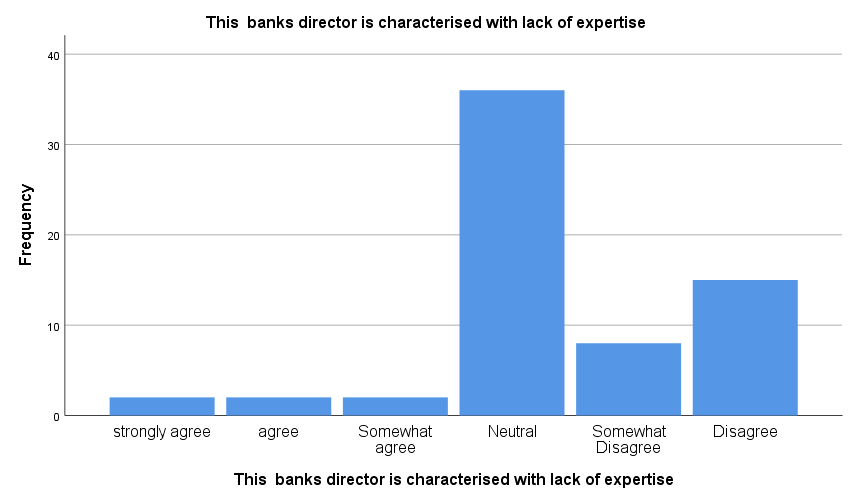 This  banks director is characterised with lack of expertise
40
30
20
10
0
Frequency
strongly agree
agree
Somewhat
agree
Neutral
Somewhat
Disagree
Disagree
This  banks director is characterised with lack of expertise